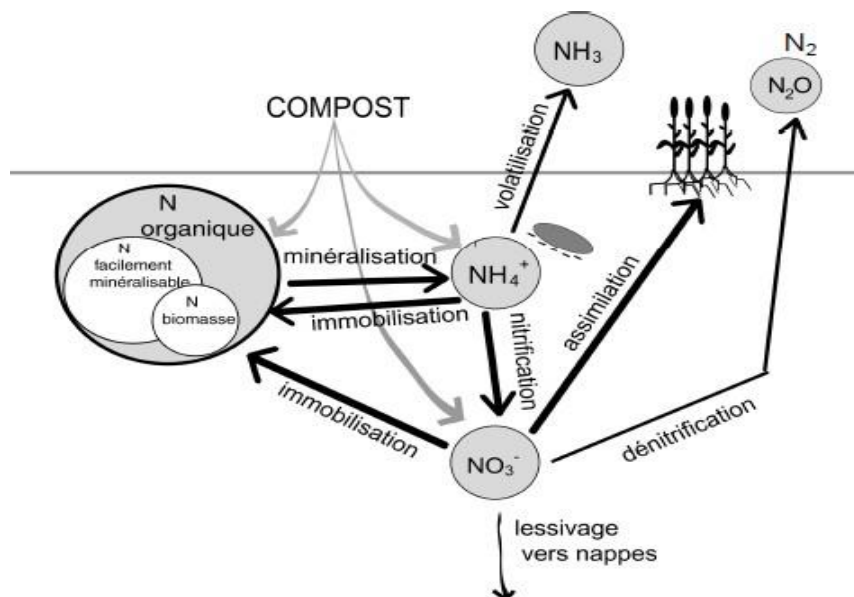 NH₃
N₂
N₂O
COMPOST
volatilisation
N
organique
N
facilement
minéralisable
N
biomasse
minéralisation
NH₄⁺
immobilisation
nitrification
assimilation
immobilisation
NO₃⁻
dénitrification
lessivage
vers nappes